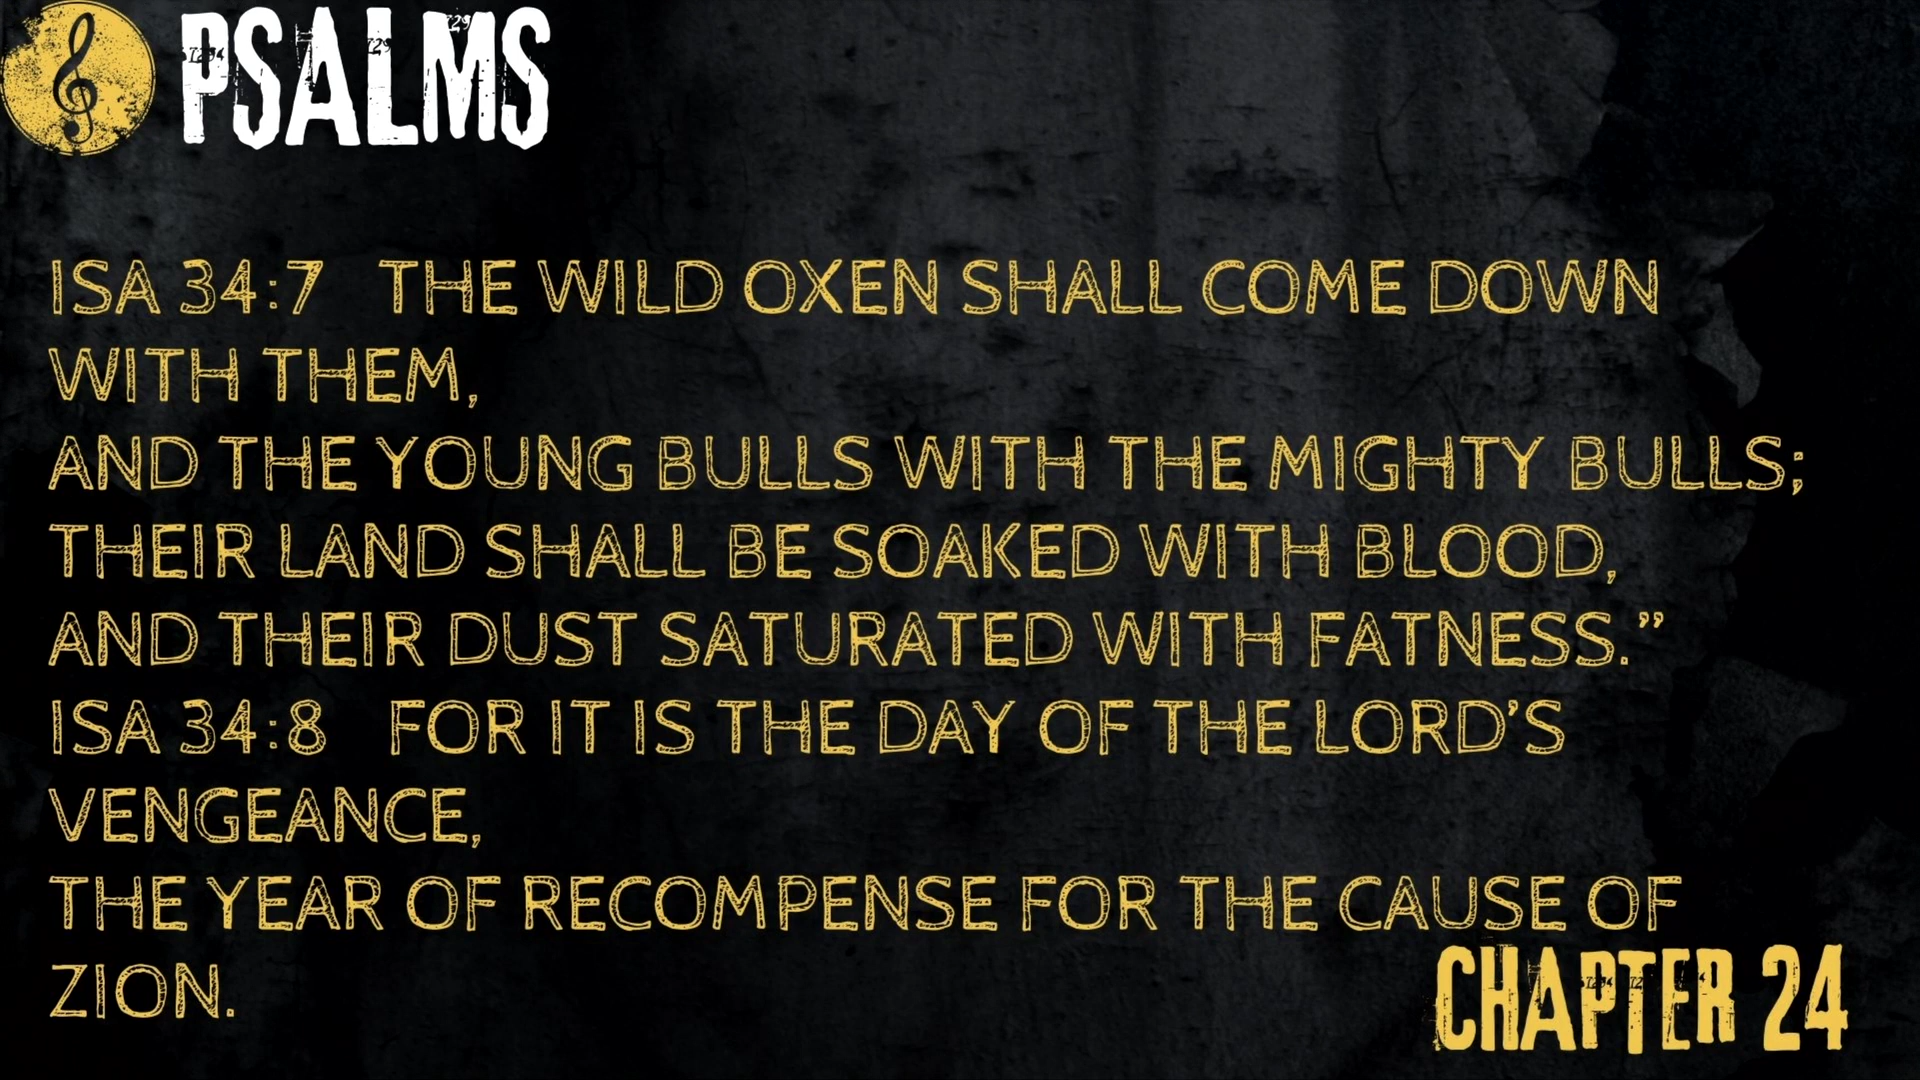 PSALMS
ISA 34:7 THE WILD OXEN SHALL COME DOWN
WITH THEM,
AND THE YOUNG BULLS WITH THE MIGHTY BULLS;
THEIR LAND SHALL BE SOAKED WITH BLOOD,
AND THEIR DUST SATURATED WITH FATNESS.”
ISA 34:8 FOR IT IS THE DAY OF THE LORD’S
VENGEANCE,
THE YEAR OF RECOMPENSE FOR THE CAUSE OF
ZION.
CHAPTER 24